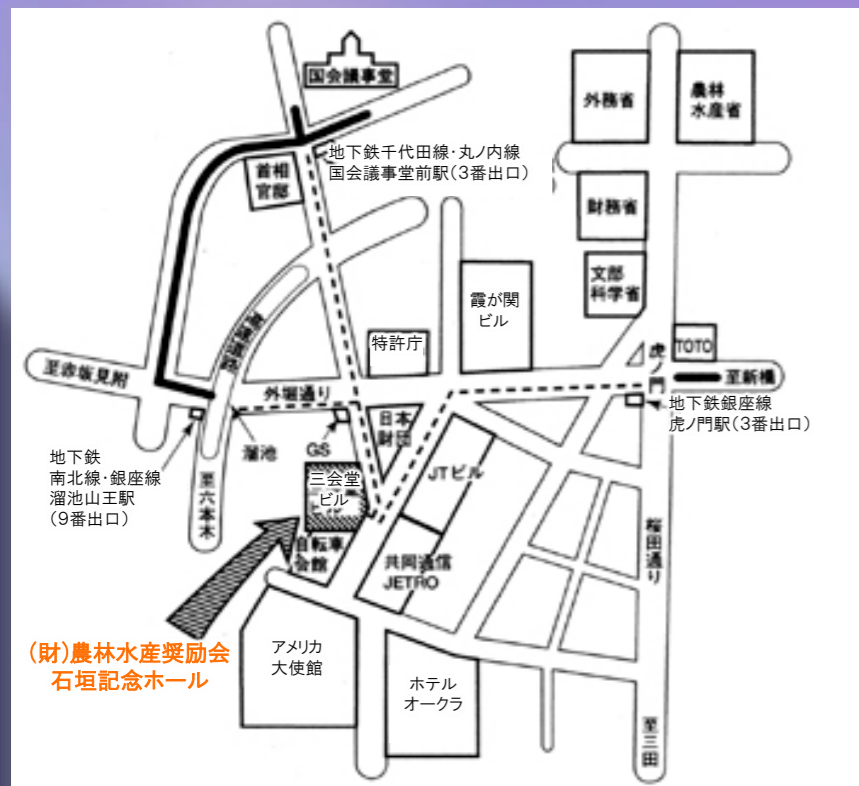 国会議事堂
外務省
農林
水産省
地下鉄千代田線・丸ノ内線
国会議事堂前駅(3番出口)
首相
官邸
財務省
文部
科学省
霞が関
ビル
特許庁
虎ノ門
TOTO
至赤坂見附
外堀通り
至新橋
地下鉄銀座線
虎ノ門駅(3番出口)
溜池
GS
日本
財団
地下鉄
南北線・銀座線
溜池山王駅
(9番出口)
至六本木
三会堂
ビル
JTビル
自転車
会館
共同通信
JETRO
桜田通り
(財)農林水産奨励会
石垣記念ホール
アメリカ
大使館
ホテル
オークラ
至三田